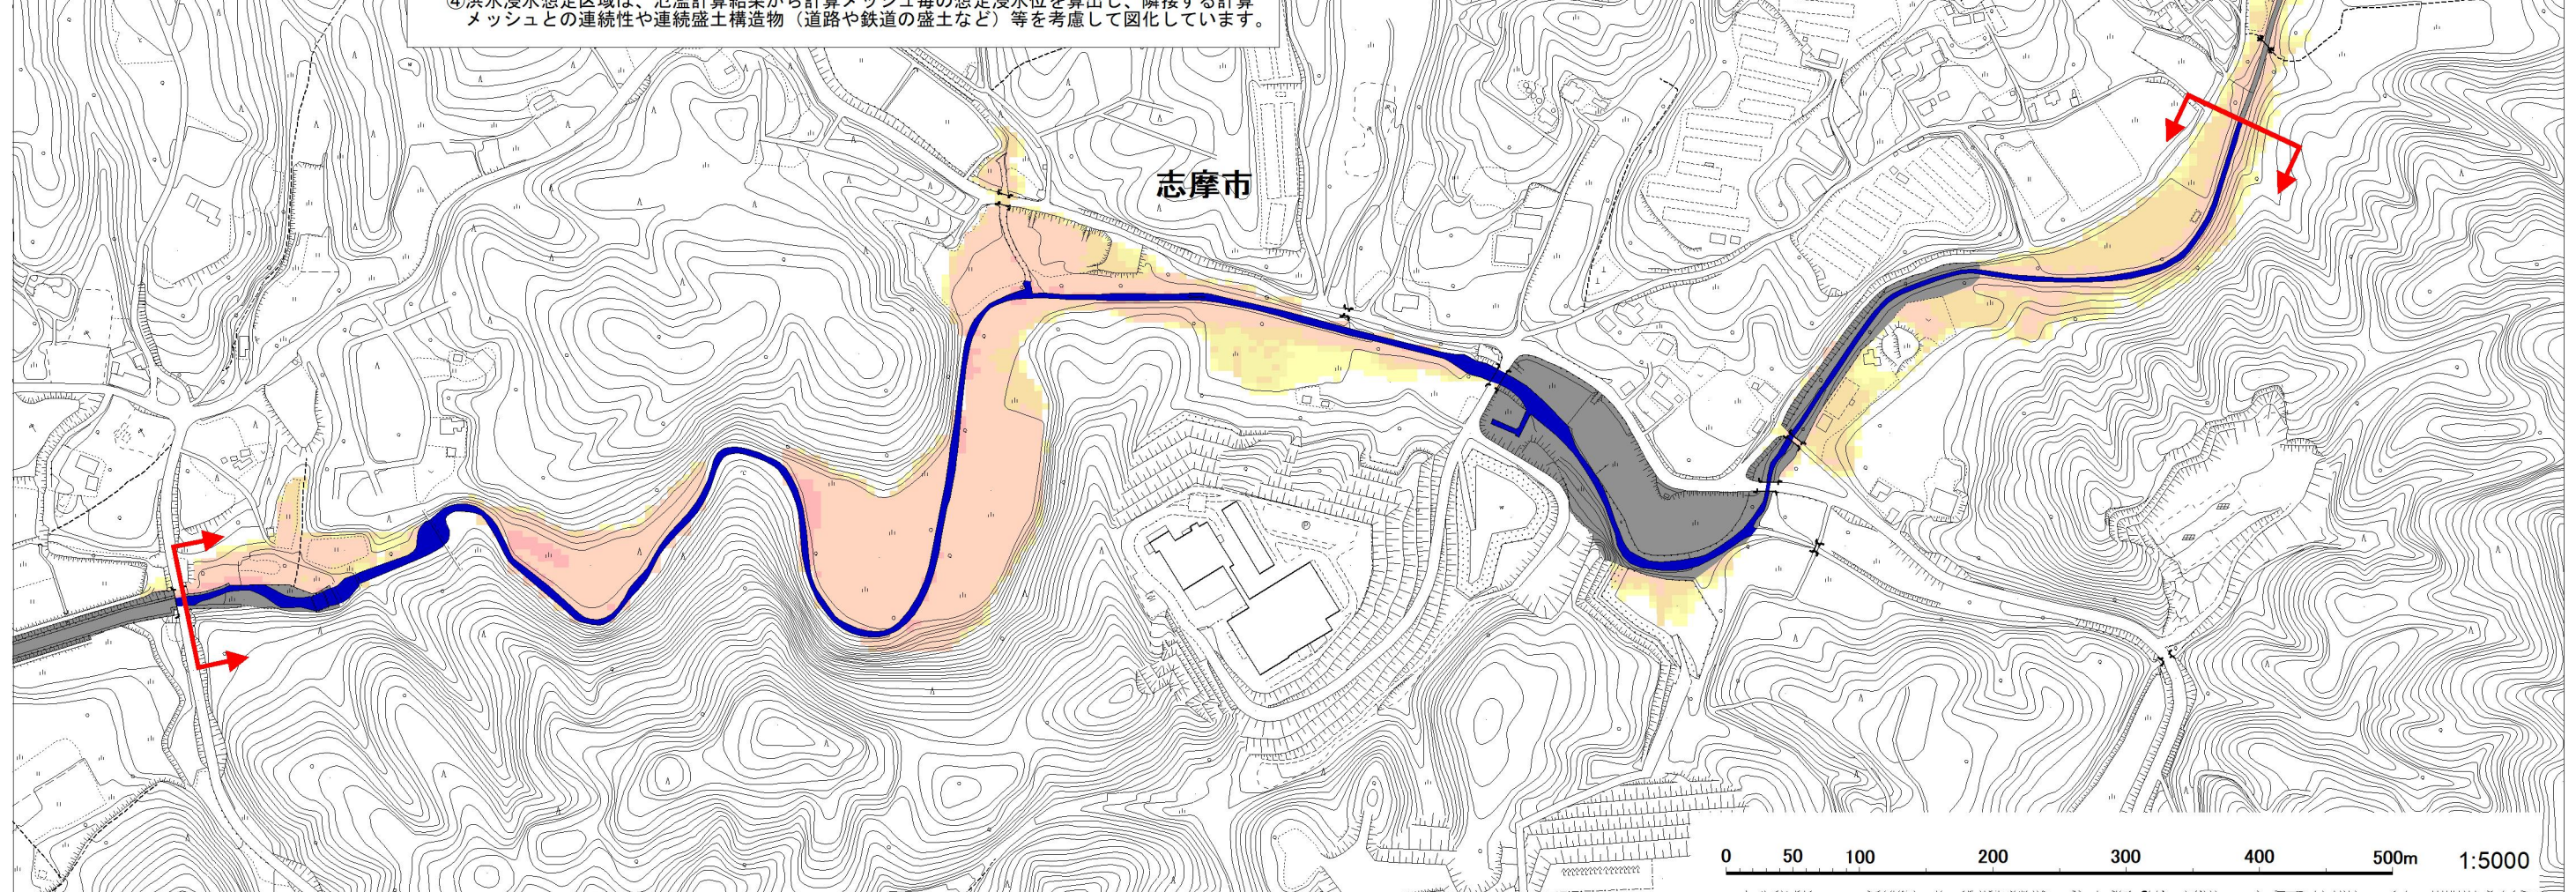 ④洪水浸水想定区域は、氾濫計算結果から計算メッシュ毎の想定浸水位を算出し、隣接する計算
メッシュとの連続性や連続盛土構造物（道路や鉄道の盛土など）等を考慮して図化しています。
志摩市
0 50 100 200 300 400 500m 1:5000